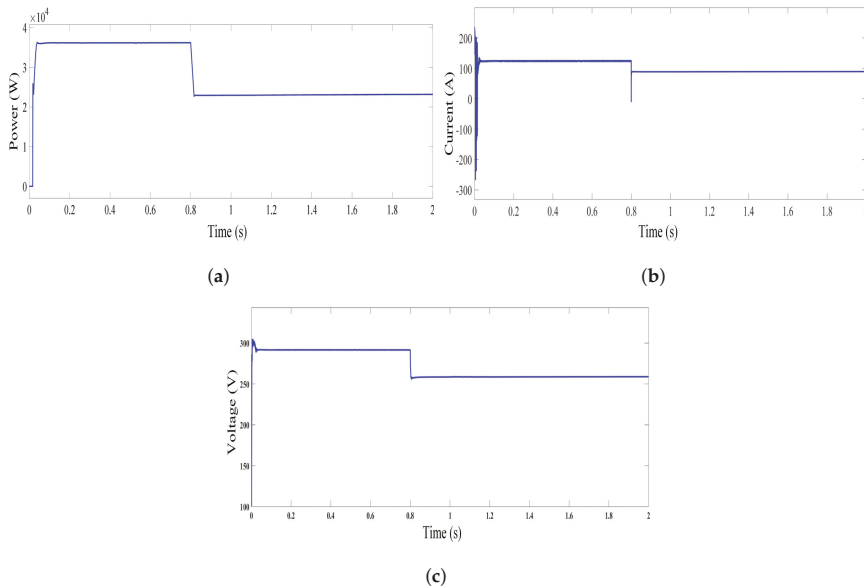 ×10⁴
4
3
2
1
0
Power (W)
0 0.2 0.4 0.6 0.8 1 1.2 1.4 1.6 1.8 2
Time (s)
(a)
200
100
0
-100
-200
-300
Current (A)
0 0.2 0.4 0.6 0.8 1 1.2 1.4 1.6 1.8
Time (s)
(b)
300
250
200
150
100
Voltage (V)
0 0.2 0.4 0.6 0.8 1 1.2 1.4 1.6 1.8 2
Time (s)
(c)